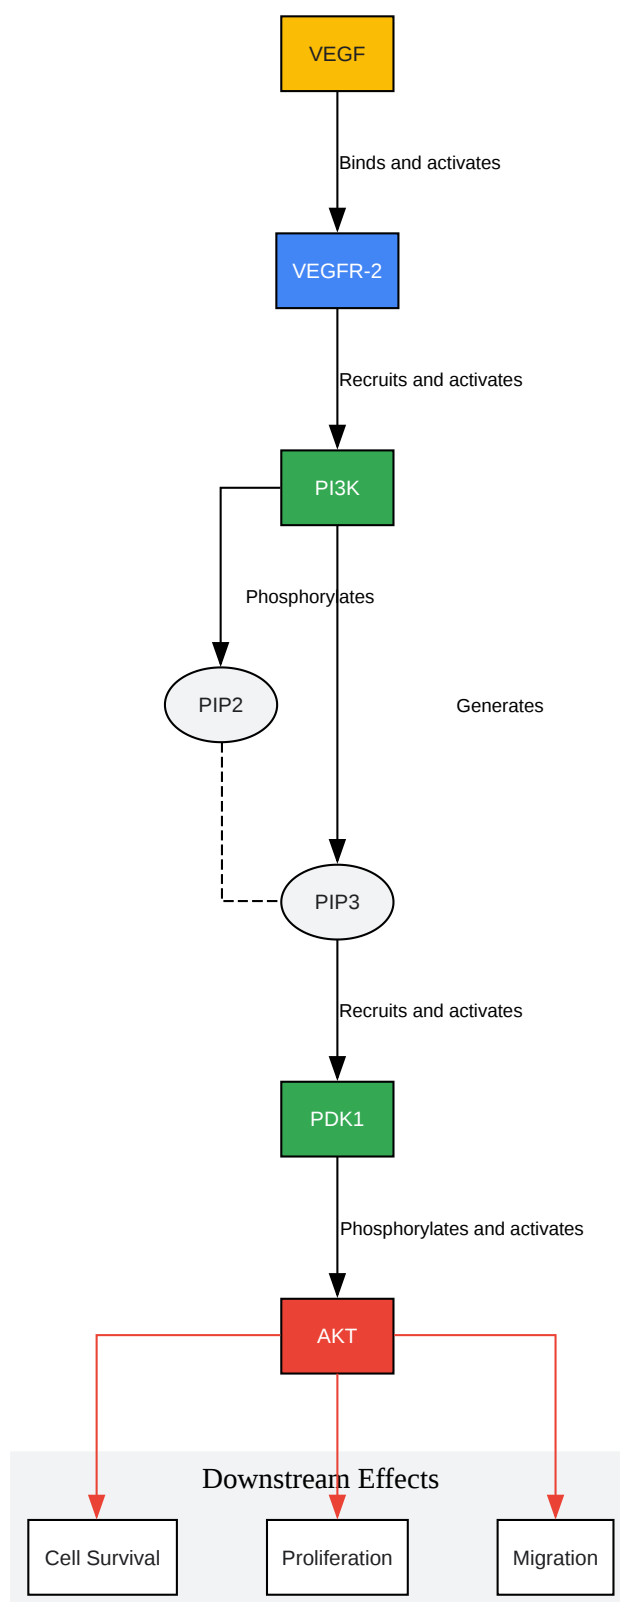 VEGF
Binds and activates
VEGFR-2
Recruits and activates
PI3K
Phosphorylates
PIP2
Generates
PIP3
Recruits and activates
PDK1
Phosphorylates and activates
AKT
Downstream Effects
Cell Survival
Proliferation
Migration